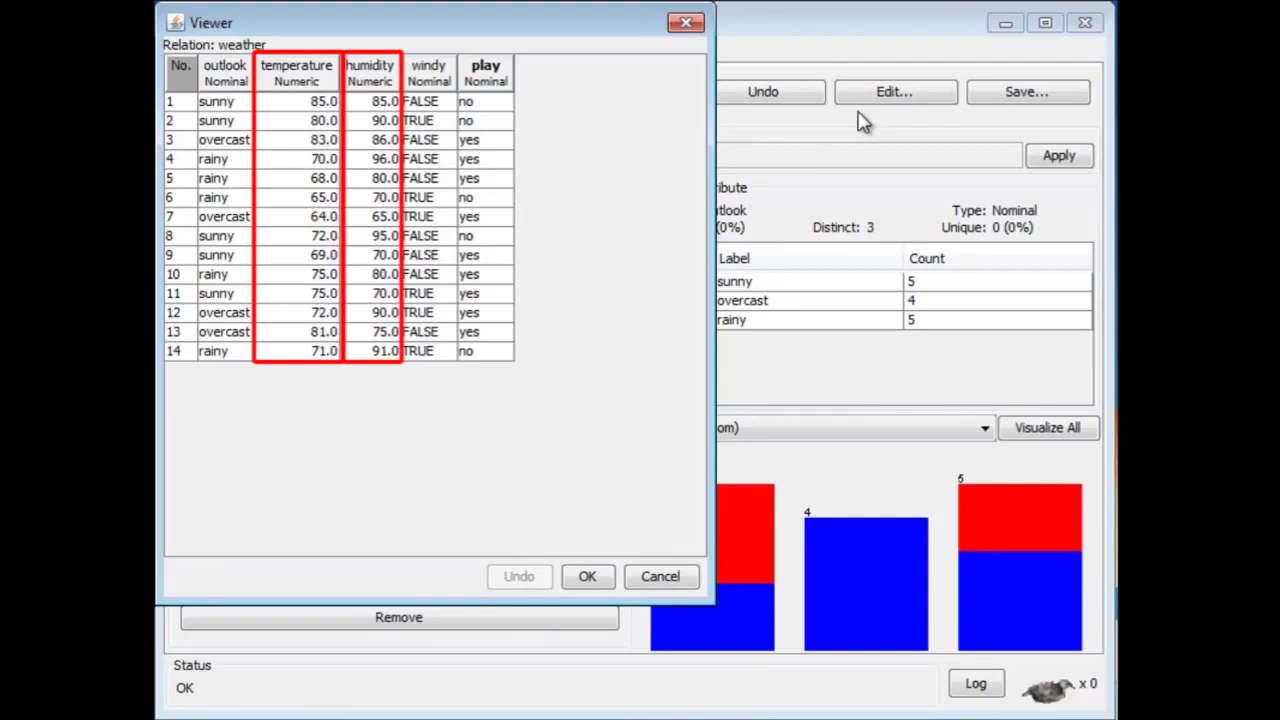 Viewer
Relation: weather
No. outlook temperature humidity windy play
Nominal Numeric Numeric Nominal Nominal
1 sunny 85.0 85.0 FALSE no
2 sunny 80.0 90.0 TRUE no
3 overcast 83.0 86.0 FALSE yes
4 rainy 70.0 96.0 FALSE yes
5 rainy 68.0 80.0 FALSE yes
6 rainy 65.0 70.0 TRUE no
7 overcast 64.0 65.0 TRUE yes
8 sunny 72.0 95.0 FALSE no
9 sunny 69.0 70.0 FALSE yes
10 rainy 75.0 80.0 FALSE yes
11 sunny 75.0 70.0 TRUE yes
12 overcast 72.0 90.0 TRUE yes
13 overcast 81.0 75.0 FALSE yes
14 rainy 71.0 91.0 TRUE no
Undo OK Cancel
Undo Edit... Save...
Apply
ribute
utlook Type: Nominal
(0%) Distinct: 3 Unique: 0 (0%)
Label Count
sunny 5
overcast 4
rainy 5
om) Visualize All
4 5
Remove
Status
OK
Log x 0